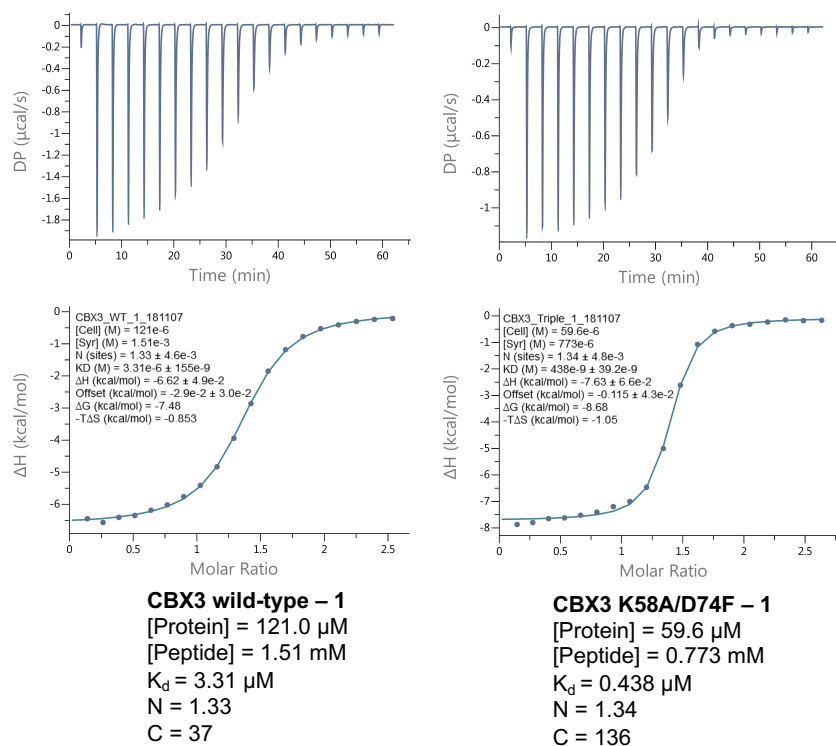 0
-0.2
-0.4
-0.6
-0.8
-1
-1.2
-1.4
-1.6
-1.8
DP (µcal/s)
0 10 20 30 40 50 60
Time (min)
0
-0.2
-0.4
-0.6
-0.8
-1
DP (µcal/s)
0 10 20 30 40 50 60
Time (min)
0
-1
-2
-3
-4
-5
-6
ΔH (kcal/mol)
CBX3_WT_1_181107
[Cell] (M) = 121e-6
[Syr] (M) = 1.51e-3
N (sites) = 1.33 ± 4.6e-3
KD (M) = 3.31e-6 ± 155e-9
ΔH (kcal/mol) = -6.62 ± 4.9e-2
Offset (kcal/mol) = -2.9e-2 ± 3.0e-2
ΔG (kcal/mol) = -7.48
-TΔS (kcal/mol) = -0.853
0 0.5 1 1.5 2 2.5
Molar Ratio
0
-1
-2
-3
-4
-5
-6
-7
-8
ΔH (kcal/mol)
CBX3_Triple_1_181107
[Cell] (M) = 59.6e-6
[Syr] (M) = 773e-6
N (sites) = 1.34 ± 4.8e-3
KD (M) = 438e-9 ± 39.2e-9
ΔH (kcal/mol) = -7.63 ± 6.6e-2
Offset (kcal/mol) = -0.115 ± 4.3e-2
ΔG (kcal/mol) = -8.68
-TΔS (kcal/mol) = -1.05
0 0.5 1 1.5 2 2.5
Molar Ratio
CBX3 wild-type – 1
[Protein] = 121.0 µM
[Peptide] = 1.51 mM
Kd = 3.31 µM
N = 1.33
C = 37
CBX3 K58A/D74F – 1
[Protein] = 59.6 µM
[Peptide] = 0.773 mM
Kd = 0.438 µM
N = 1.34
C = 136